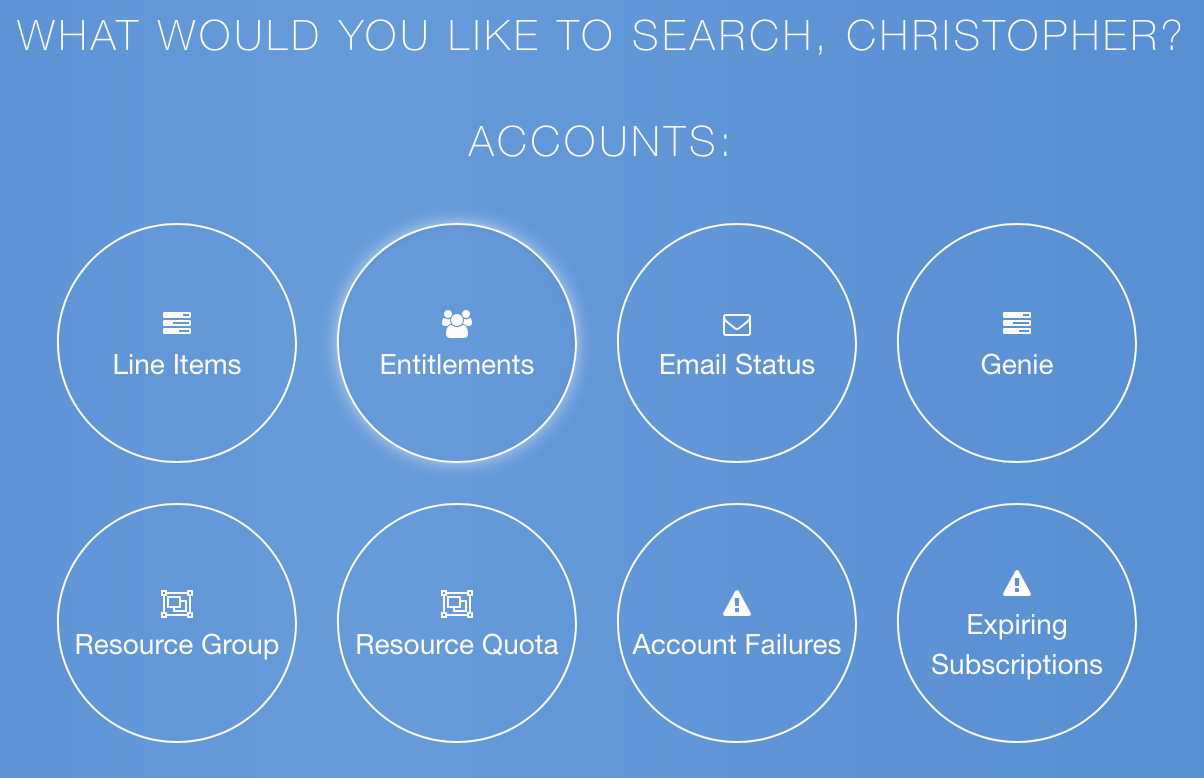 WHAT WOULD YOU LIKE TO SEARCH, CHRISTOPHER?
ACCOUNTS:
Line Items
Entitlements
Email Status
Genie
Resource Group
Resource Quota
Account Failures
Expiring
Subscriptions